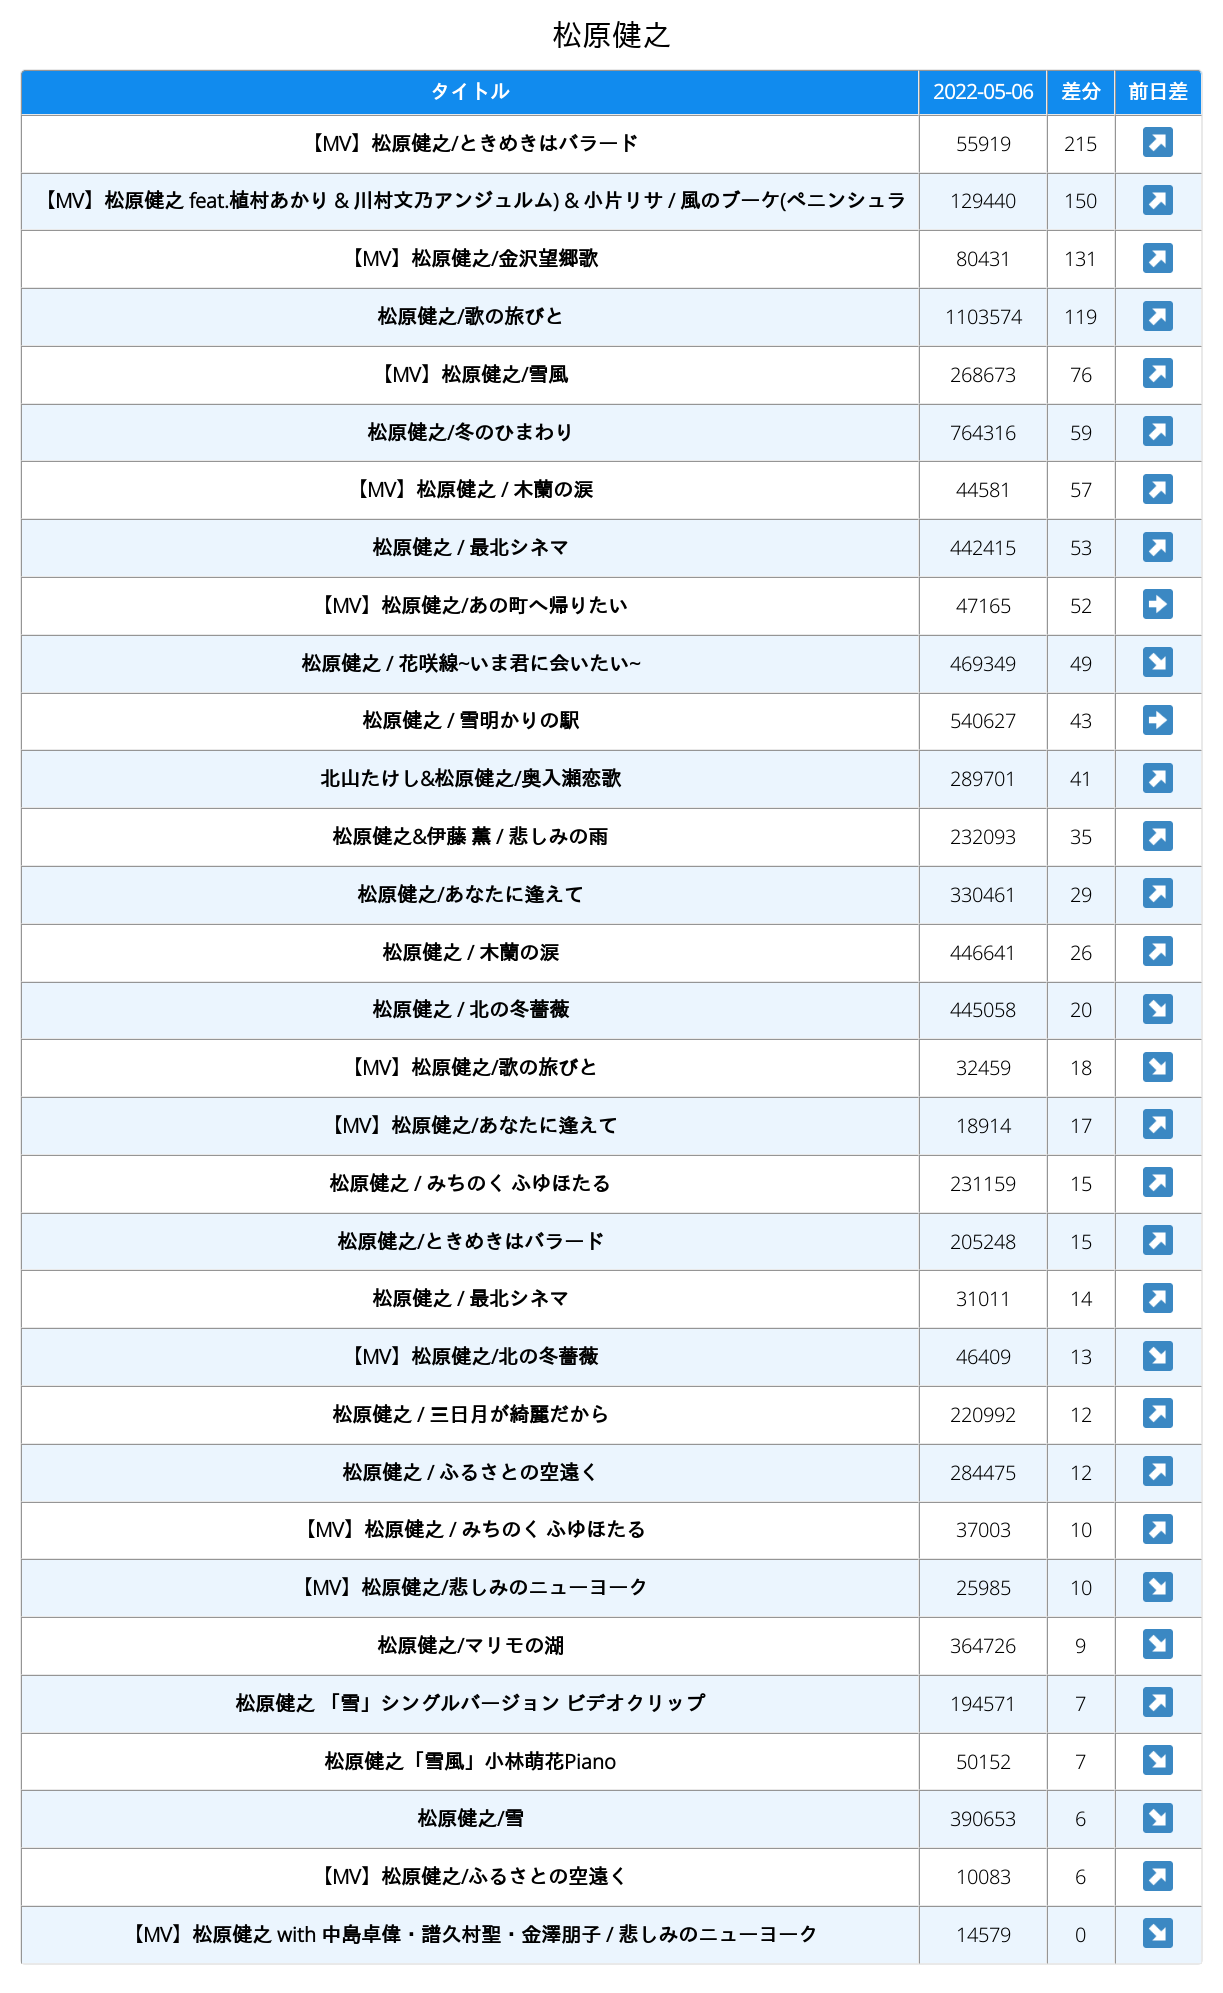 松原健之
タイトル 2022-05-06 差分 前日差
【MV】松原健之/ときめきはバラード 55919 215 ↗
【MV】松原健之 feat.植村あかり & 川村文乃アンジュルム) & 小片リサ / 風のブーケ(ペニンシュラ 129440 150 ↗
【MV】松原健之/金沢望郷歌 80431 131 ↗
松原健之/歌の旅びと 1103574 119 ↗
【MV】松原健之/雪風 268673 76 ↗
松原健之/冬のひまわり 764316 59 ↗
【MV】松原健之 / 木蘭の涙 44581 57 ↗
松原健之 / 最北シネマ 442415 53 ↗
【MV】松原健之/あの町へ帰りたい 47165 52 ➡
松原健之 / 花咲線~いま君に会いたい~ 469349 49 ↘
松原健之 / 雪明かりの駅 540627 43 ➡
北山たけし&松原健之/奥入瀬恋歌 289701 41 ↗
松原健之&伊藤 薫 / 悲しみの雨 232093 35 ↗
松原健之/あなたに逢えて 330461 29 ↗
松原健之 / 木蘭の涙 446641 26 ↗
松原健之 / 北の冬薔薇 445058 20 ↘
【MV】松原健之/歌の旅びと 32459 18 ↘
【MV】松原健之/あなたに逢えて 18914 17 ↗
松原健之 / みちのく ふゆほたる 231159 15 ↗
松原健之/ときめきはバラード 205248 15 ↗
松原健之 / 最北シネマ 31011 14 ↗
【MV】松原健之/北の冬薔薇 46409 13 ↘
松原健之 / 三日月が綺麗だから 220992 12 ↗
松原健之 / ふるさとの空遠く 284475 12 ↗
【MV】松原健之 / みちのく ふゆほたる 37003 10 ↗
【MV】松原健之/悲しみのニューヨーク 25985 10 ↘
松原健之/マリモの湖 364726 9 ↘
松原健之 「雪」シングルバージョン ビデオクリップ 194571 7 ↗
松原健之「雪風」小林萌花Piano 50152 7 ↘
松原健之/雪 390653 6 ↘
【MV】松原健之/ふるさとの空遠く 10083 6 ↗
【MV】松原健之 with 中島卓偉・譜久村聖・金澤朋子 / 悲しみのニューヨーク 14579 0 ↘